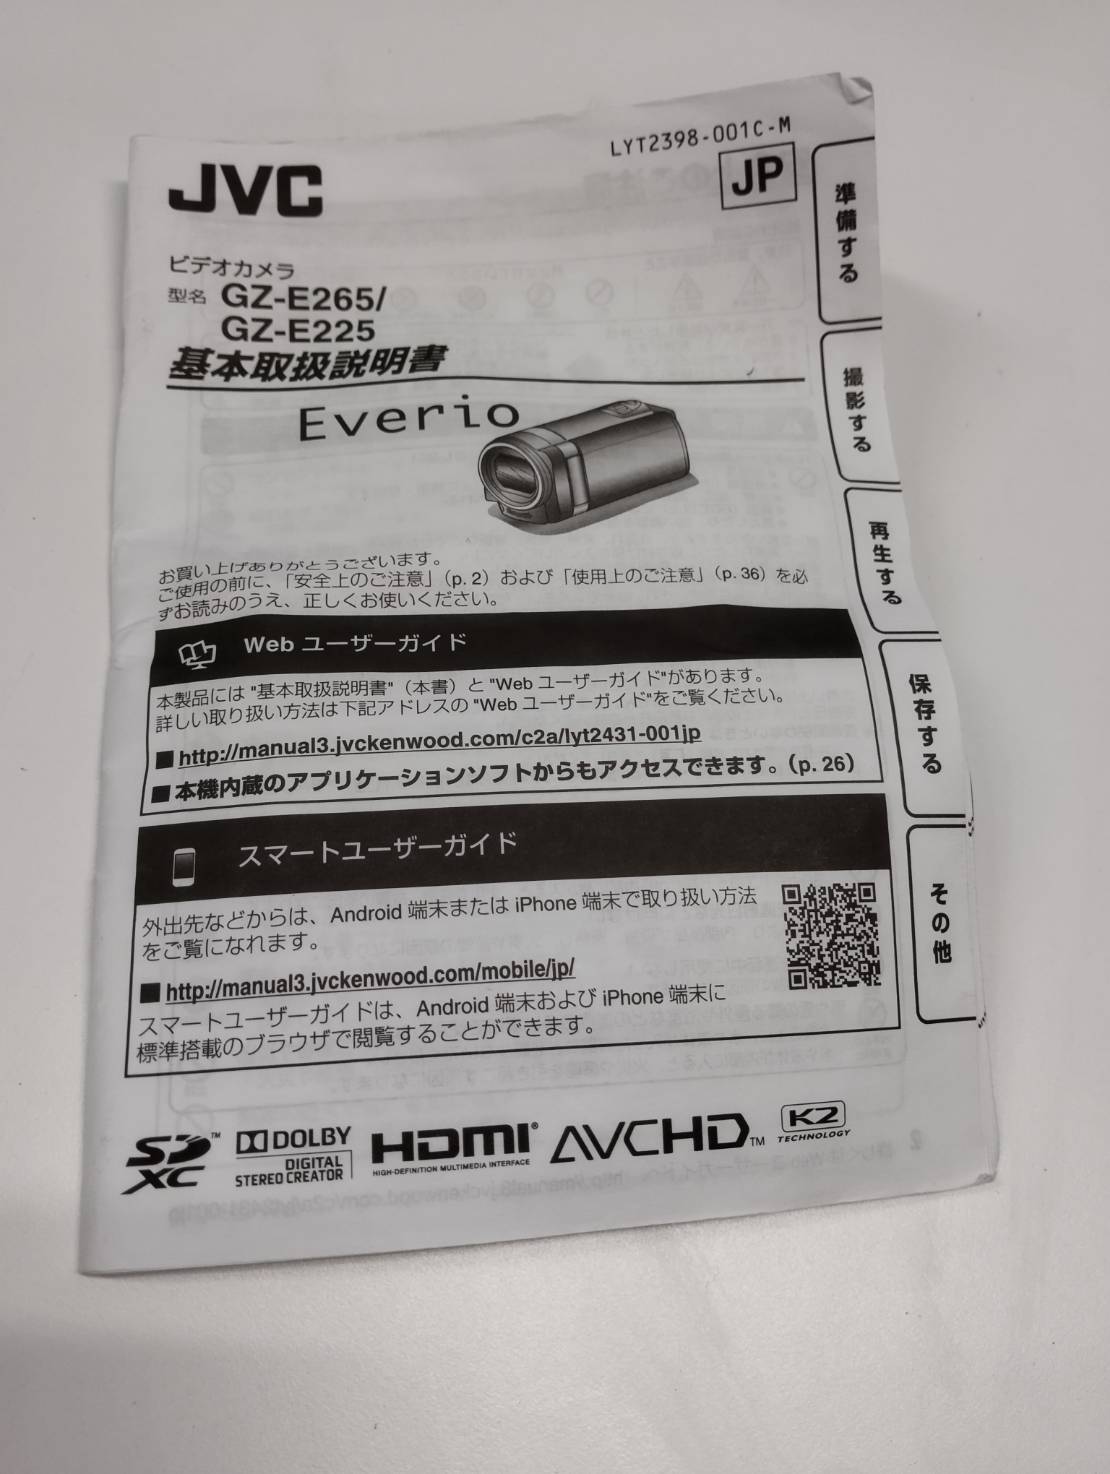 LYT2398-001C-M
JVC
JP
ビデオカメラ
型名 GZ-E265/
GZ-E225
基本取扱説明書
Everio
お買い上げありがとうございます。
ご使用の前に、「安全上のご注意」(p. 2) および「使用上のご注意」(p. 36) を必
ずお読みのうえ、正しくお使いください。
Web ユーザーガイド
本製品には "基本取扱説明書"（本書）と "Web ユーザーガイド"があります。
詳しい取り扱い方法は下記アドレスの "Web ユーザーガイド"をご覧ください。
■ http://manual3.jvckenwood.com/c2a/lyt2431-001jp
■ 本機内蔵のアプリケーションソフトからもアクセスできます。(p. 26)
スマートユーザーガイド
外出先などからは、Android 端末または iPhone 端末で取り扱い方法
をご覧になれます。
■ http://manual3.jvckenwood.com/mobile/jp/
スマートユーザーガイドは、Android 端末および iPhone 端末に
標準搭載のブラウザで閲覧することができます。
SD XC ™
DOLBY
DIGITAL
STEREO CREATOR
HDMI®
HIGH-DEFINITION MULTIMEDIA INTERFACE
AVCHD™
K2
TECHNOLOGY
準備する
撮影する
再生する
保存する
その他